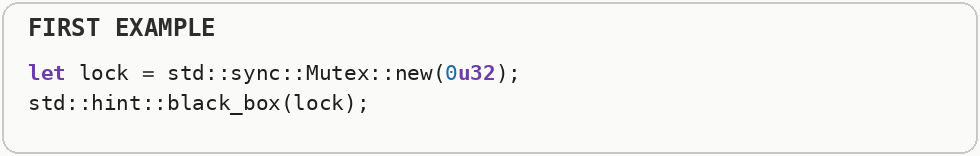 FIRST EXAMPLE
let lock = std::sync::Mutex::new(0u32);
std::hint::black_box(lock);